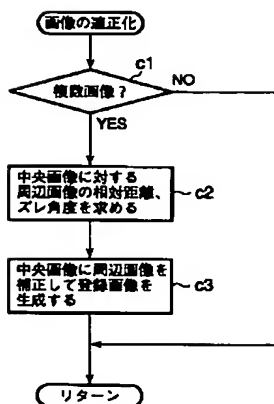 画像の適正化
c1
複数画像？
NO
YES
中央画像に対する
周辺画像の相対距離、
ズレ角度を求める
c2
中央画像に周辺画像を
補正して登録画像を
生成する
c3
リターン